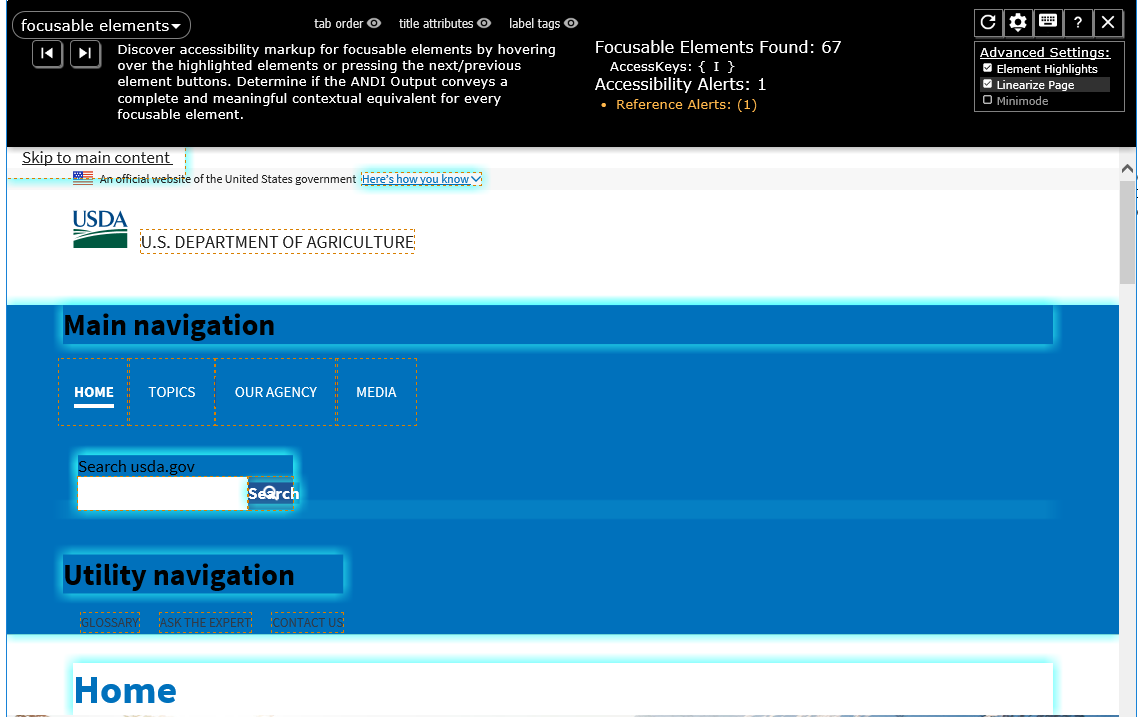 focusable elements
tab order title attributes label tags
?
Discover accessibility markup for focusable elements by hovering
over the highlighted elements or pressing the next/previous
element buttons. Determine if the ANDI Output conveys a
complete and meaningful contextual equivalent for every
focusable element.
Focusable Elements Found: 67
AccessKeys: { I }
Accessibility Alerts: 1
• Reference Alerts: (1)
Advanced Settings:
Element Highlights
Linearize Page
Minimode
Skip to main content
An official website of the United States government Here's how you know
USDA
U.S. DEPARTMENT OF AGRICULTURE
Main navigation
HOME TOPICS OUR AGENCY MEDIA
Search usda.gov
Search
Utility navigation
GLOSSARY ASK THE EXPERT CONTACT US
Home